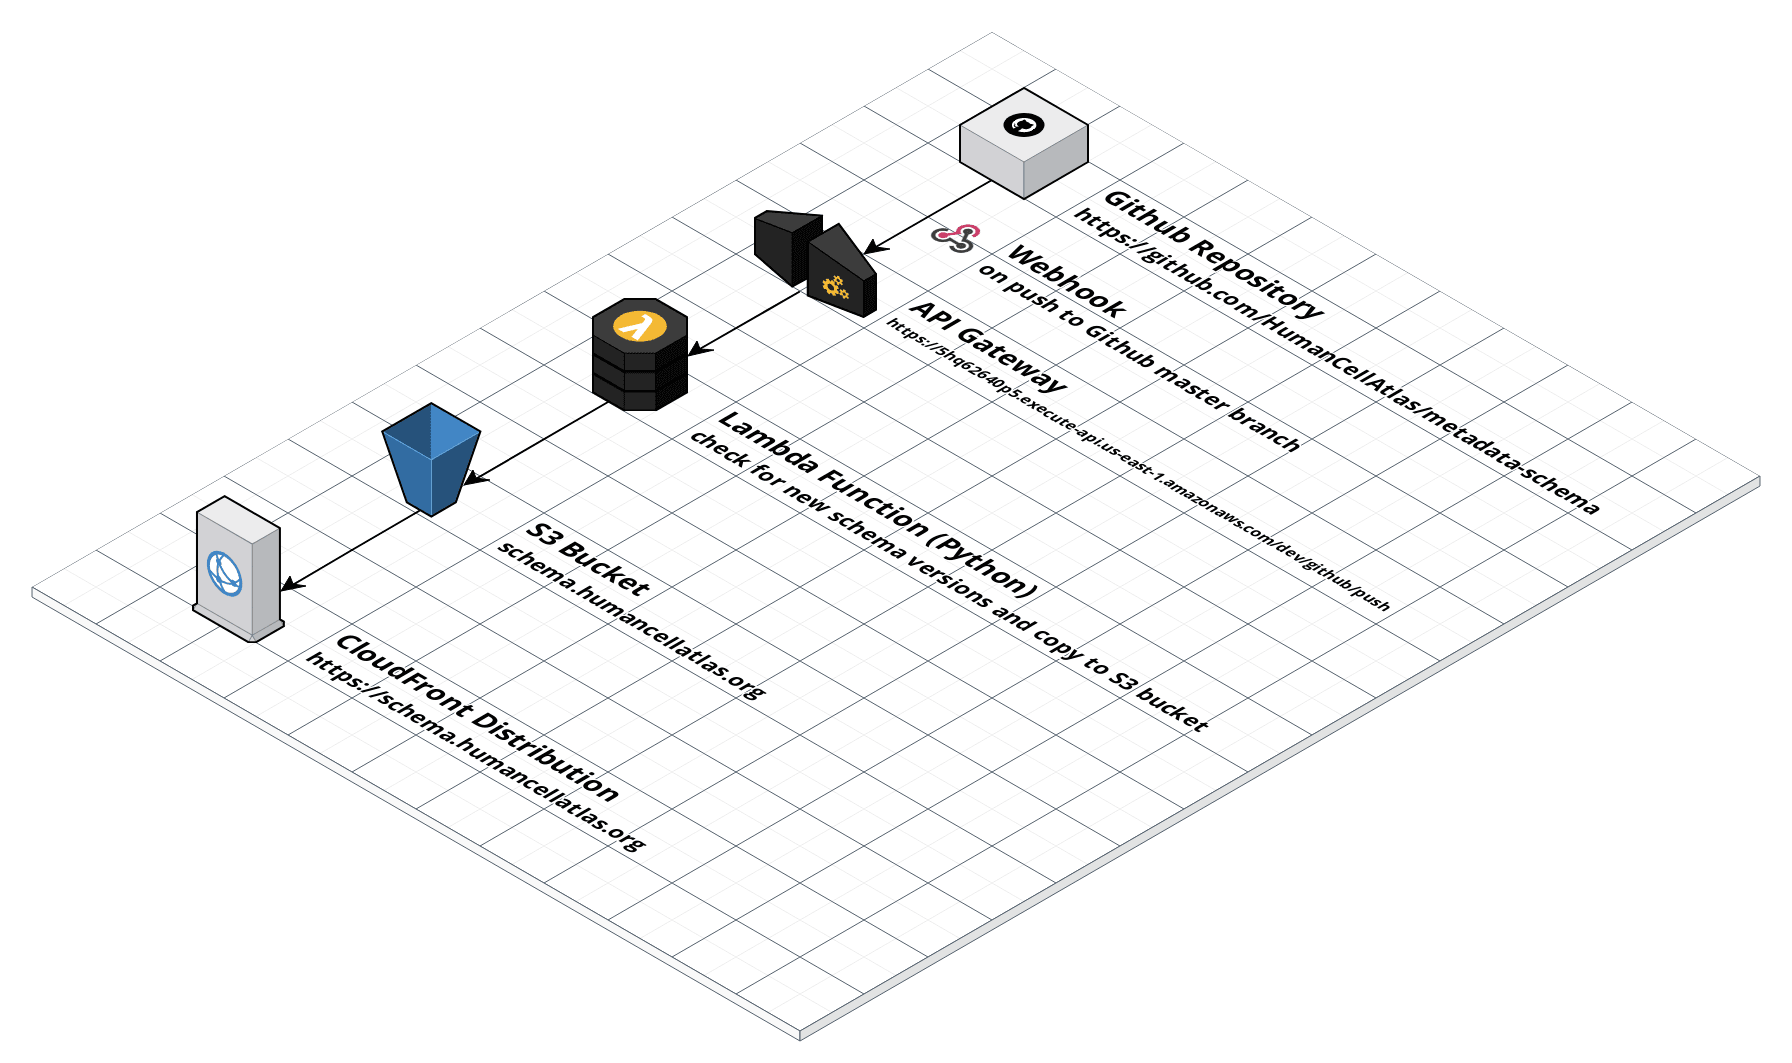 Github Repository
https://github.com/HumanCellAtlas/metadata-schema
Webhook
on push to Github master branch
API Gateway
https://5hq62640p5.execute-api.us-east-1.amazonaws.com/dev/github/push
Lambda Function (Python)
check for new schema versions and copy to S3 bucket
S3 Bucket
schema.humancellatlas.org
CloudFront Distribution
https://schema.humancellatlas.org